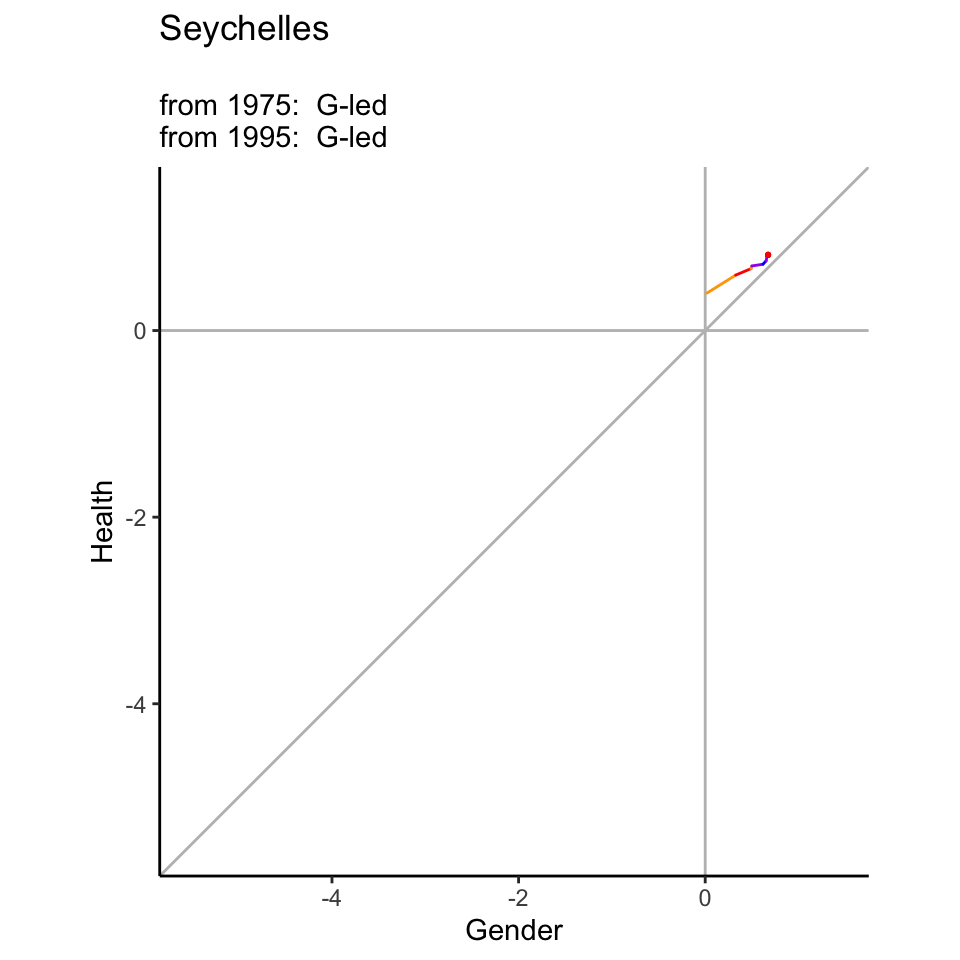 Seychelles
from 1975:  G-led
from 1995:  G-led
0
-2
-4
Health
-4
-2
0
Gender